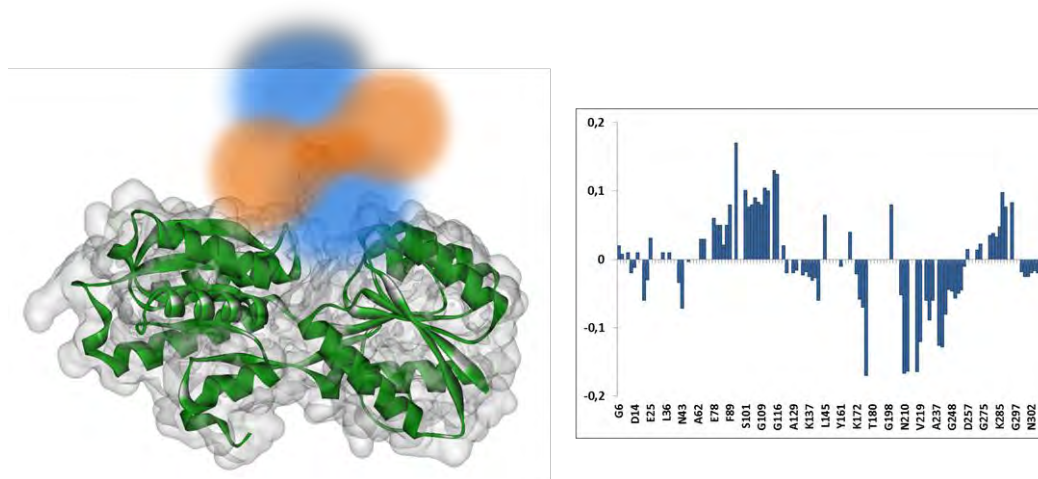 0,2
0,1
0
-0,1
-0,2
G6
D14
E25
L36
N43
A62
E78
F89
S101
G109
G116
A129
K137
L145
Y161
K172
T180
G198
N210
V219
A237
G248
D257
G275
K285
G297
N302